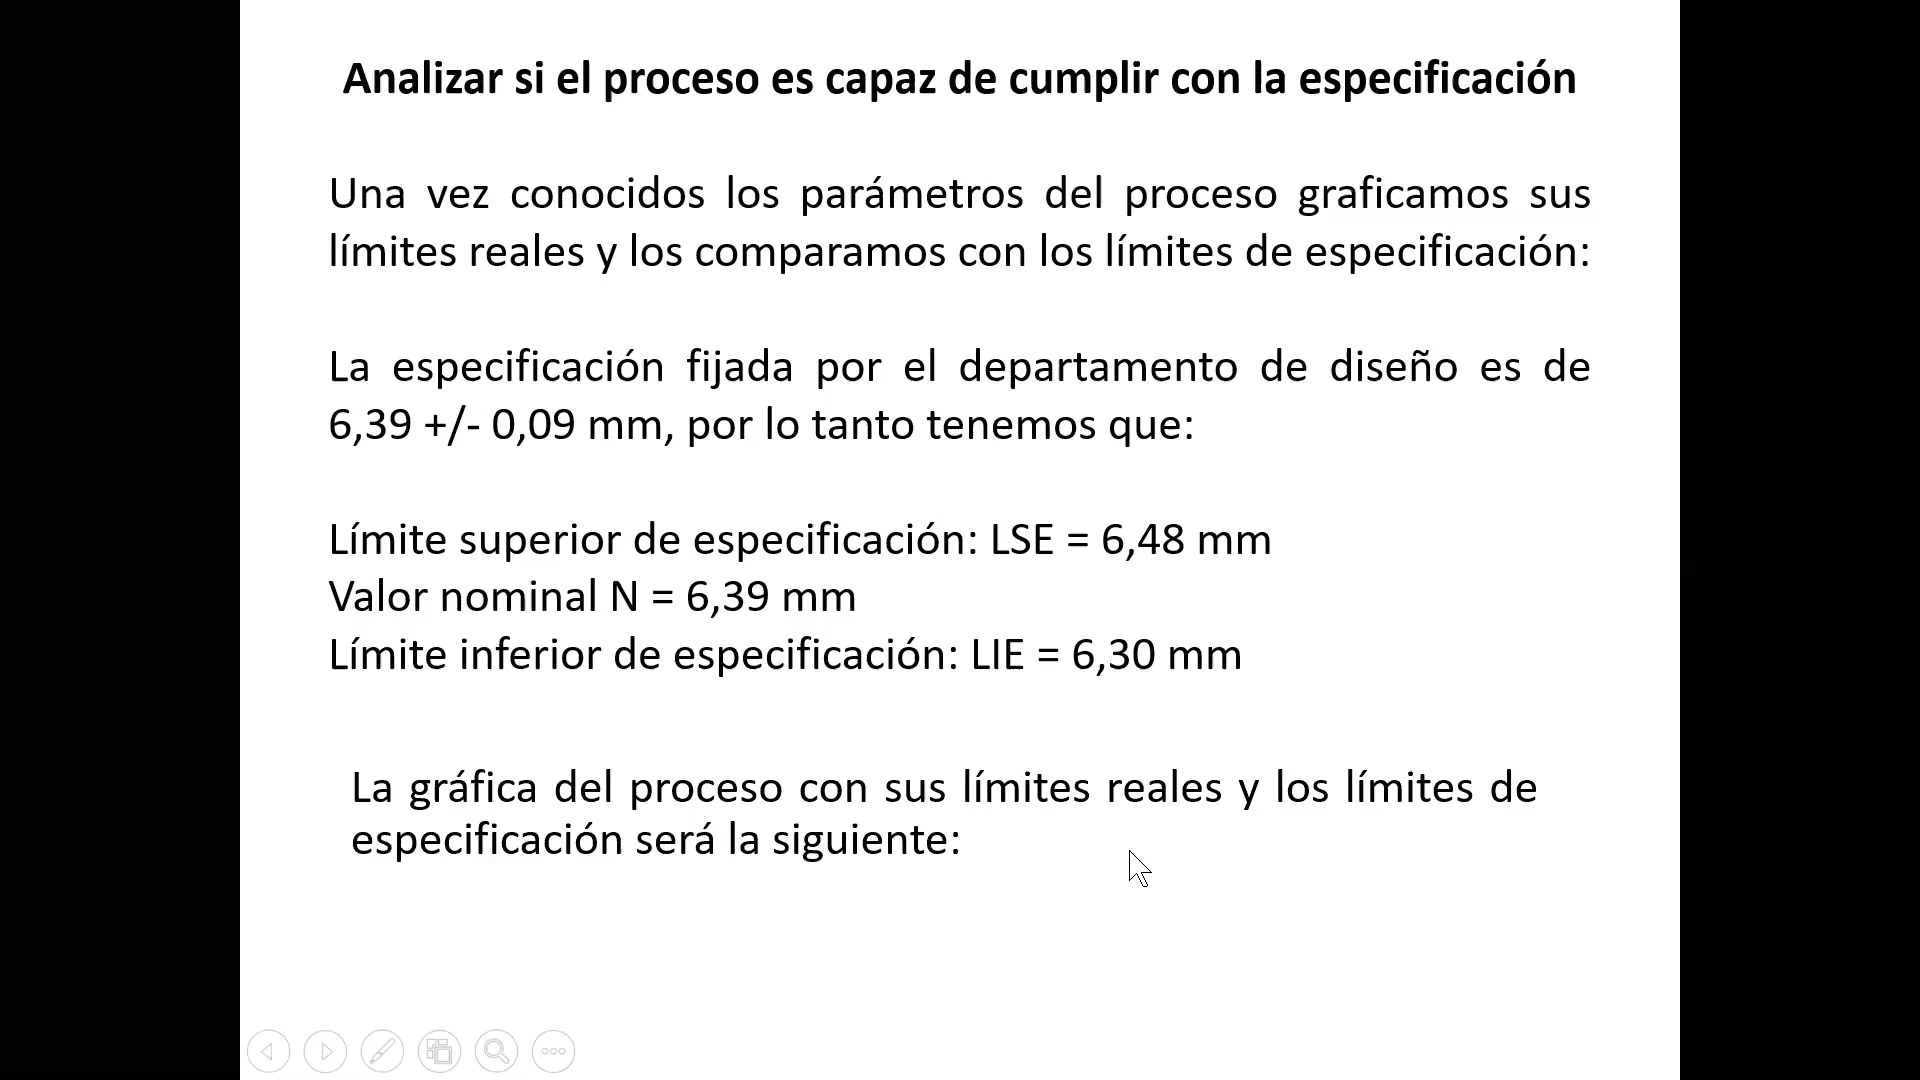 Analizar si el proceso es capaz de cumplir con la especificación
Una vez conocidos los parámetros del proceso graficamos sus
límites reales y los comparamos con los límites de especificación:
La especificación fijada por el departamento de diseño es de
6,39 +/- 0,09 mm, por lo tanto tenemos que:
Límite superior de especificación: LSE = 6,48 mm
Valor nominal N = 6,39 mm
Límite inferior de especificación: LIE = 6,30 mm
La gráfica del proceso con sus límites reales y los límites de
especificación será la siguiente: